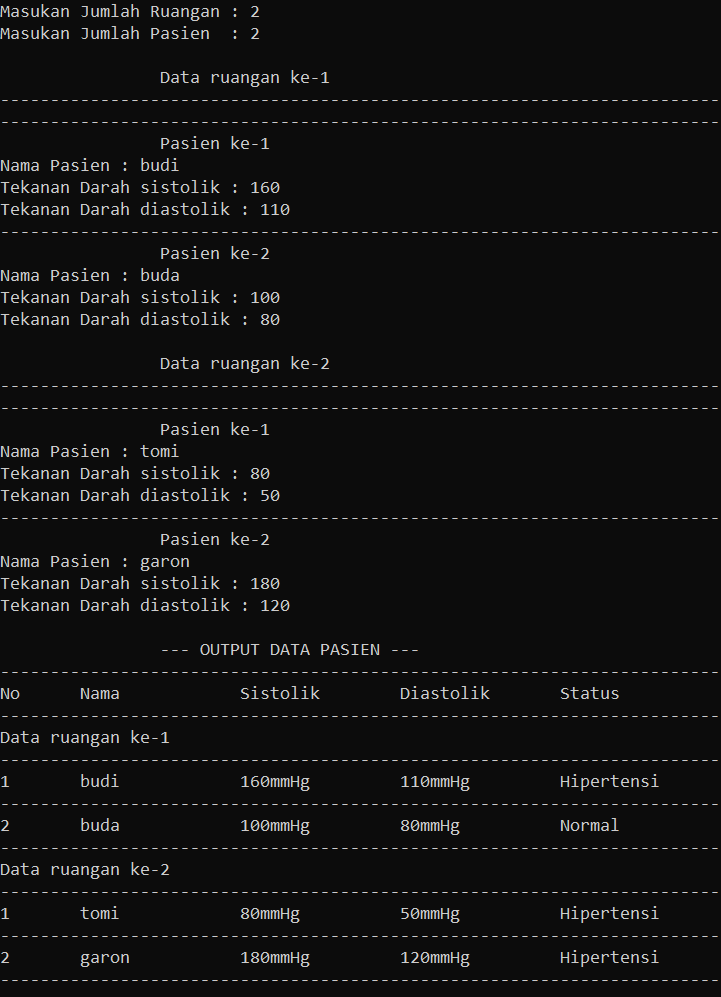 Masukan Jumlah Ruangan : 2
Masukan Jumlah Pasien  : 2
Data ruangan ke-1
------------------------------------------------------------------------
------------------------------------------------------------------------
Pasien ke-1
Nama Pasien : budi
Tekanan Darah sistolik : 160
Tekanan Darah diastolik : 110
------------------------------------------------------------------------
Pasien ke-2
Nama Pasien : buda
Tekanan Darah sistolik : 100
Tekanan Darah diastolik : 80
Data ruangan ke-2
------------------------------------------------------------------------
------------------------------------------------------------------------
Pasien ke-1
Nama Pasien : tomi
Tekanan Darah sistolik : 80
Tekanan Darah diastolik : 50
------------------------------------------------------------------------
Pasien ke-2
Nama Pasien : garon
Tekanan Darah sistolik : 180
Tekanan Darah diastolik : 120
--- OUTPUT DATA PASIEN ---
------------------------------------------------------------------------
No      Nama            Sistolik        Diastolik       Status
------------------------------------------------------------------------
Data ruangan ke-1
------------------------------------------------------------------------
1       budi            160mmHg         110mmHg         Hipertensi
------------------------------------------------------------------------
2       buda            100mmHg         80mmHg          Normal
------------------------------------------------------------------------
Data ruangan ke-2
------------------------------------------------------------------------
1       tomi            80mmHg          50mmHg          Hipertensi
------------------------------------------------------------------------
2       garon           180mmHg         120mmHg         Hipertensi
------------------------------------------------------------------------